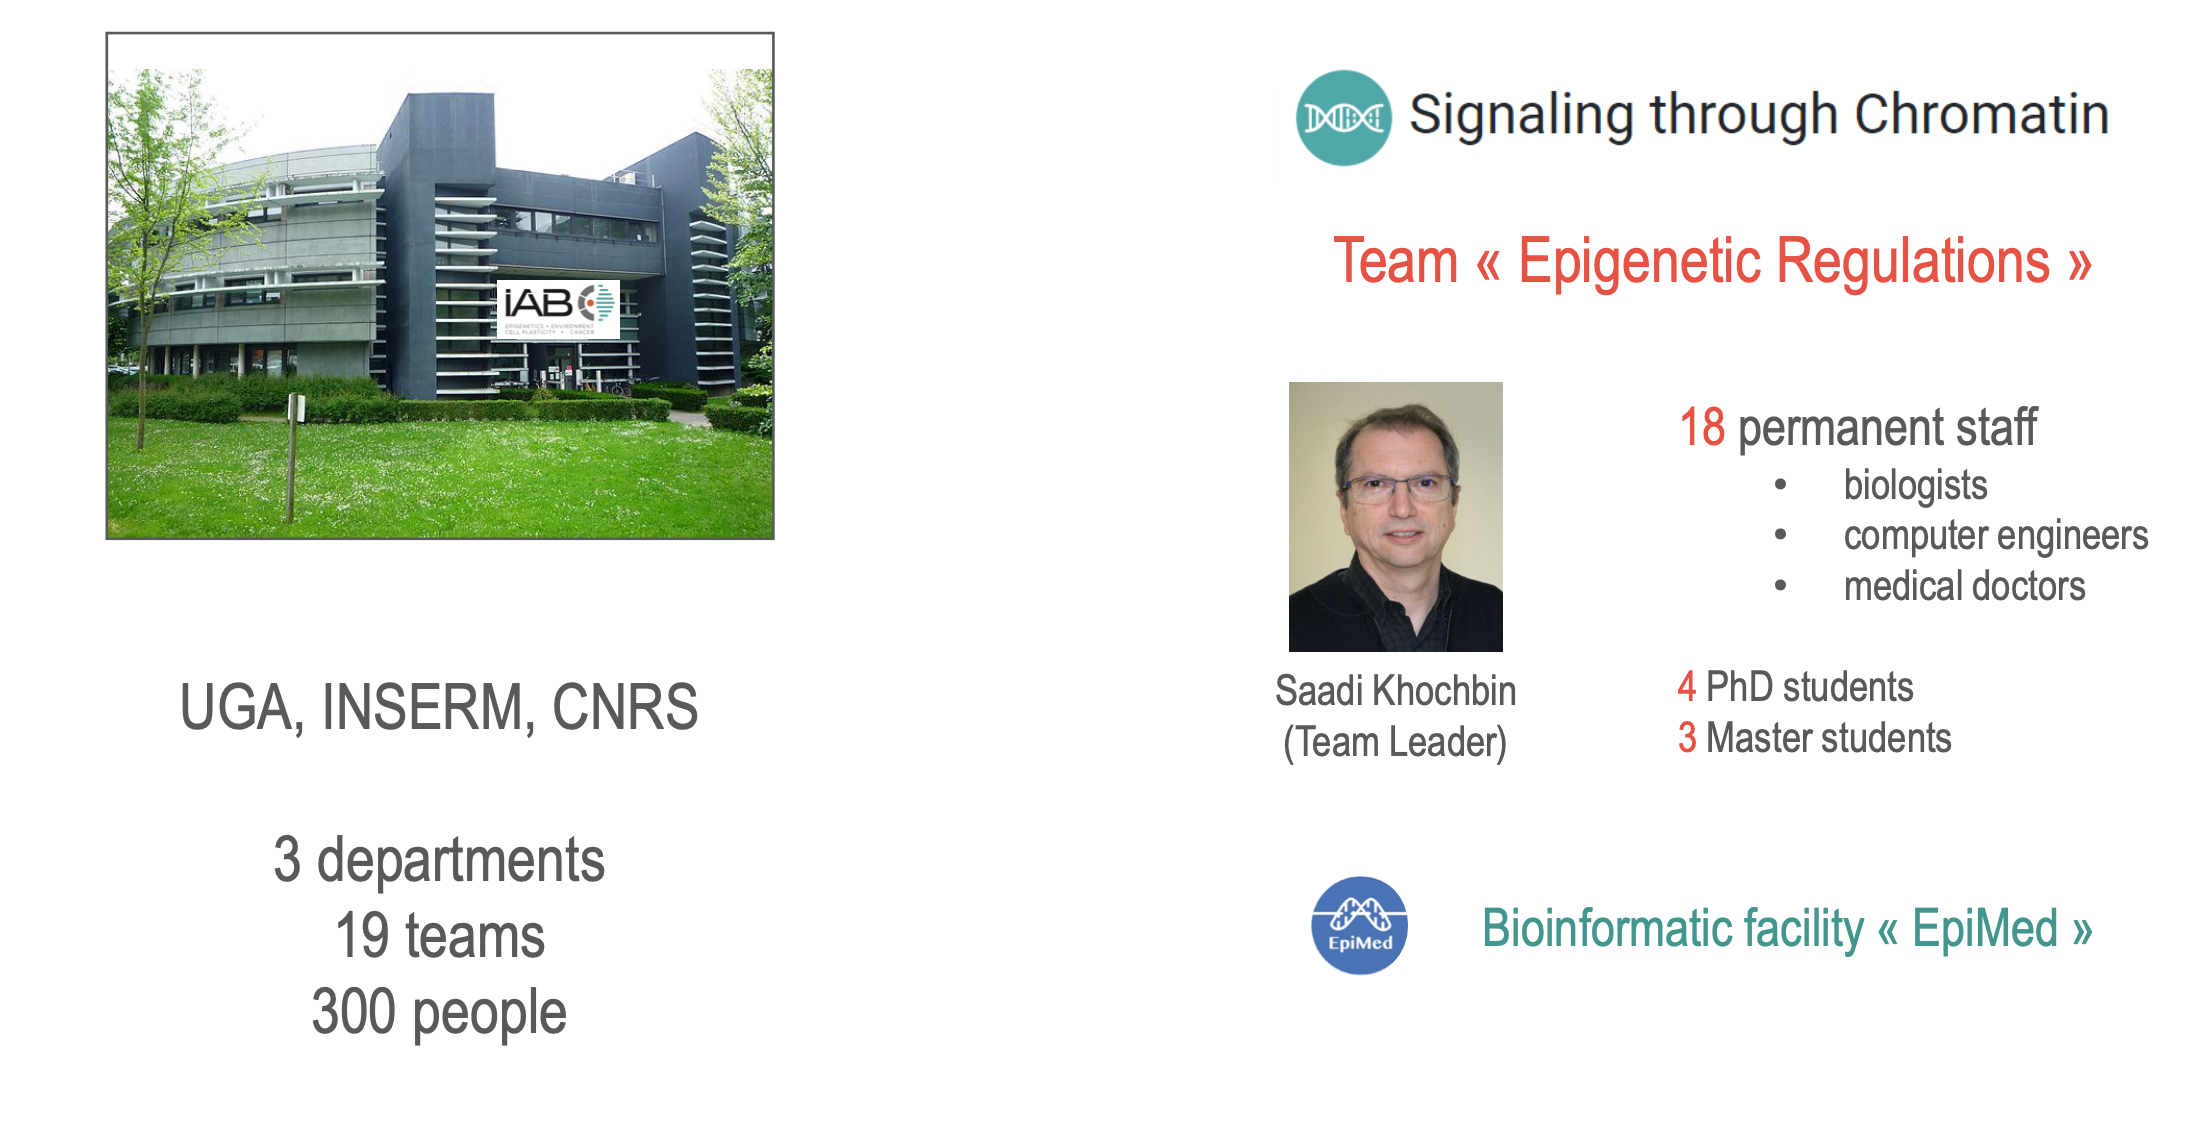 iAB
EPIGENETICS • ENVIRONMENT
CELL PLASTICITY • CANCER
UGA, INSERM, CNRS
3 departments
19 teams
300 people
Signaling through Chromatin
Team « Epigenetic Regulations »
18 permanent staff
• biologists
• computer engineers
• medical doctors
Saadi Khochbin
(Team Leader)
4 PhD students
3 Master students
EpiMed
Bioinformatic facility « EpiMed »